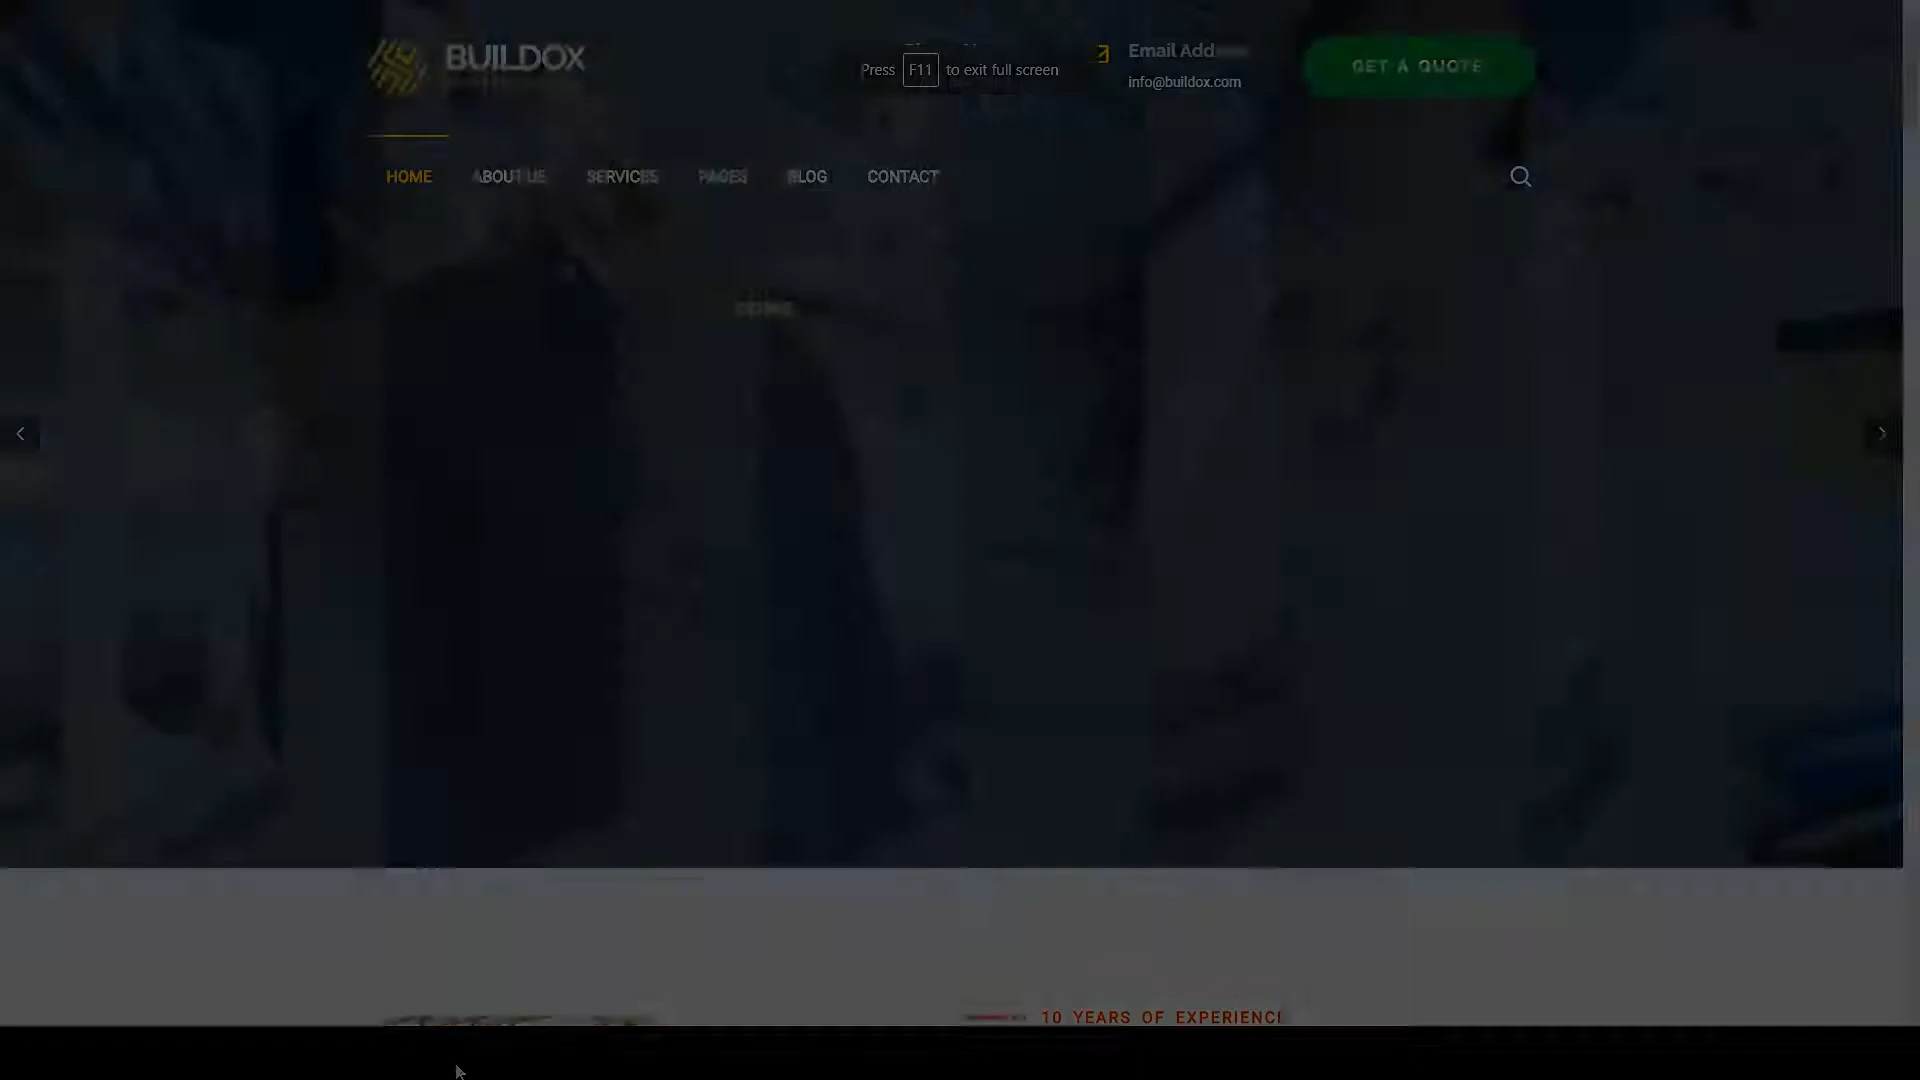 BUILDOX
Press F11 to exit full screen
Email Add
info@buildox.com
GET A QUOTE
HOME ABOUT US SERVICES PAGES BLOG CONTACT
10 YEARS OF EXPERIENC